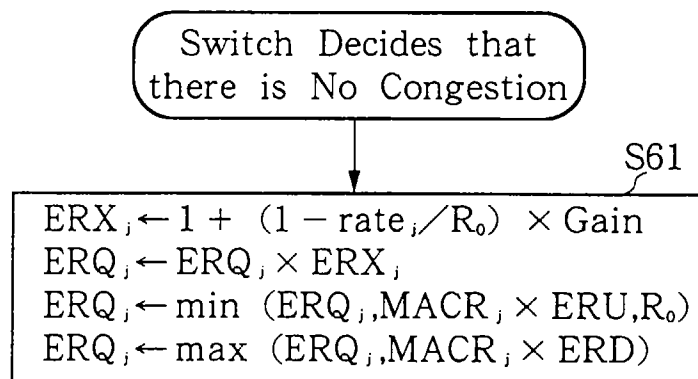 Switch Decides that
there is No Congestion
S61
ERXⱼ←1 + (1 − rateⱼ/R₀) × Gain
ERQⱼ←ERQⱼ × ERXⱼ
ERQⱼ←min (ERQⱼ,MACRⱼ × ERU,R₀)
ERQⱼ←max (ERQⱼ,MACRⱼ × ERD)